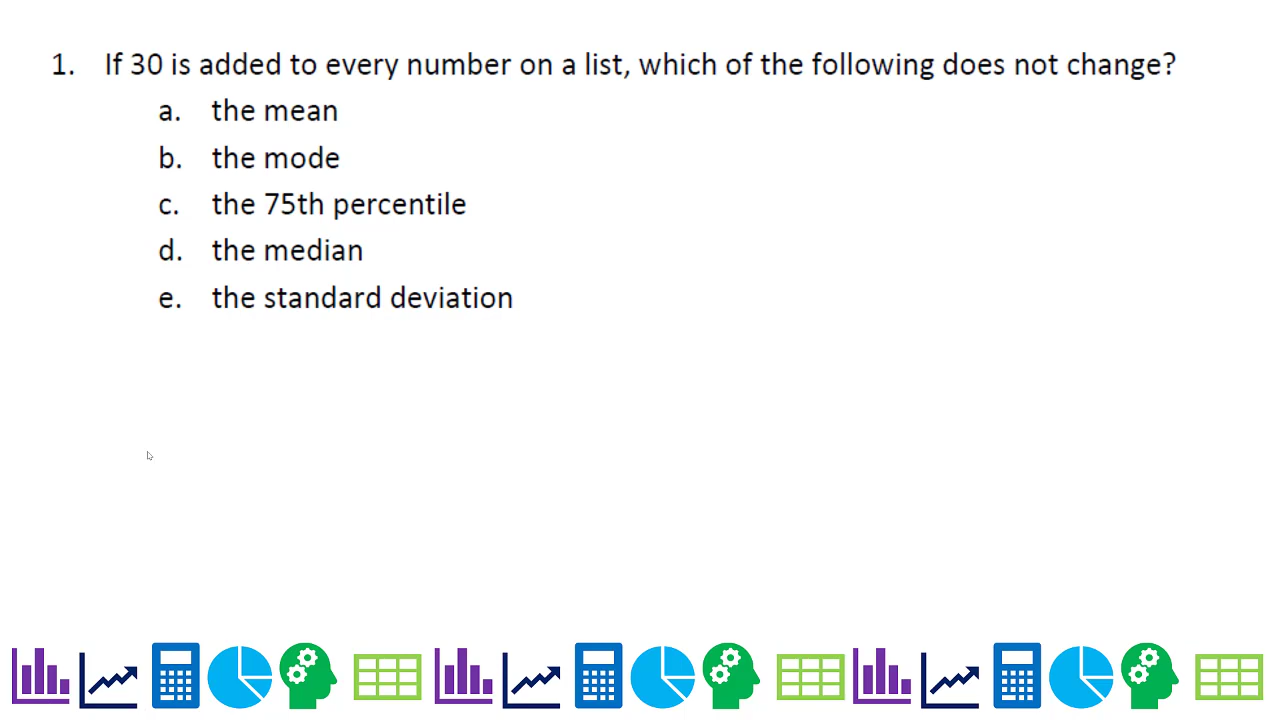 1. If 30 is added to every number on a list, which of the following does not change?
a. the mean
b. the mode
c. the 75th percentile
d. the median
e. the standard deviation